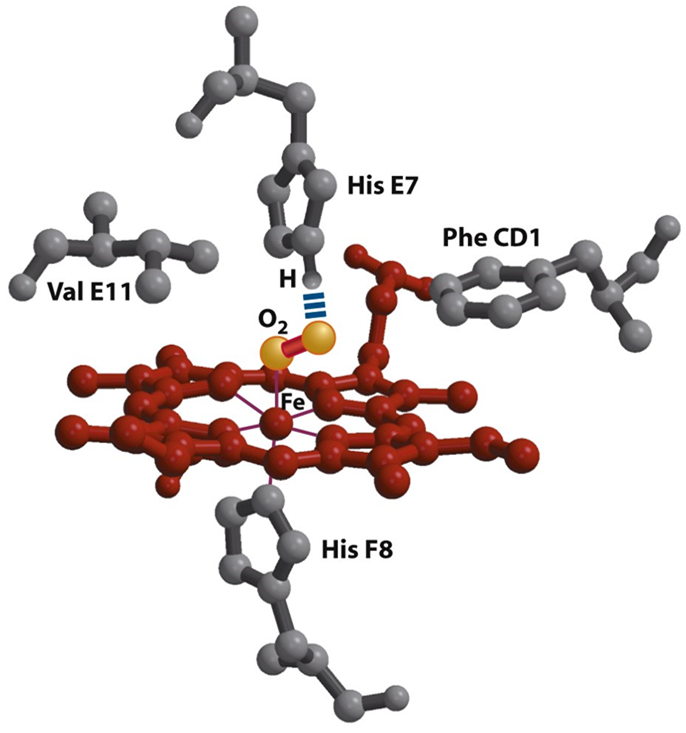 His E7
Phe CD1
Val E11
H
O2
Fe
His F8